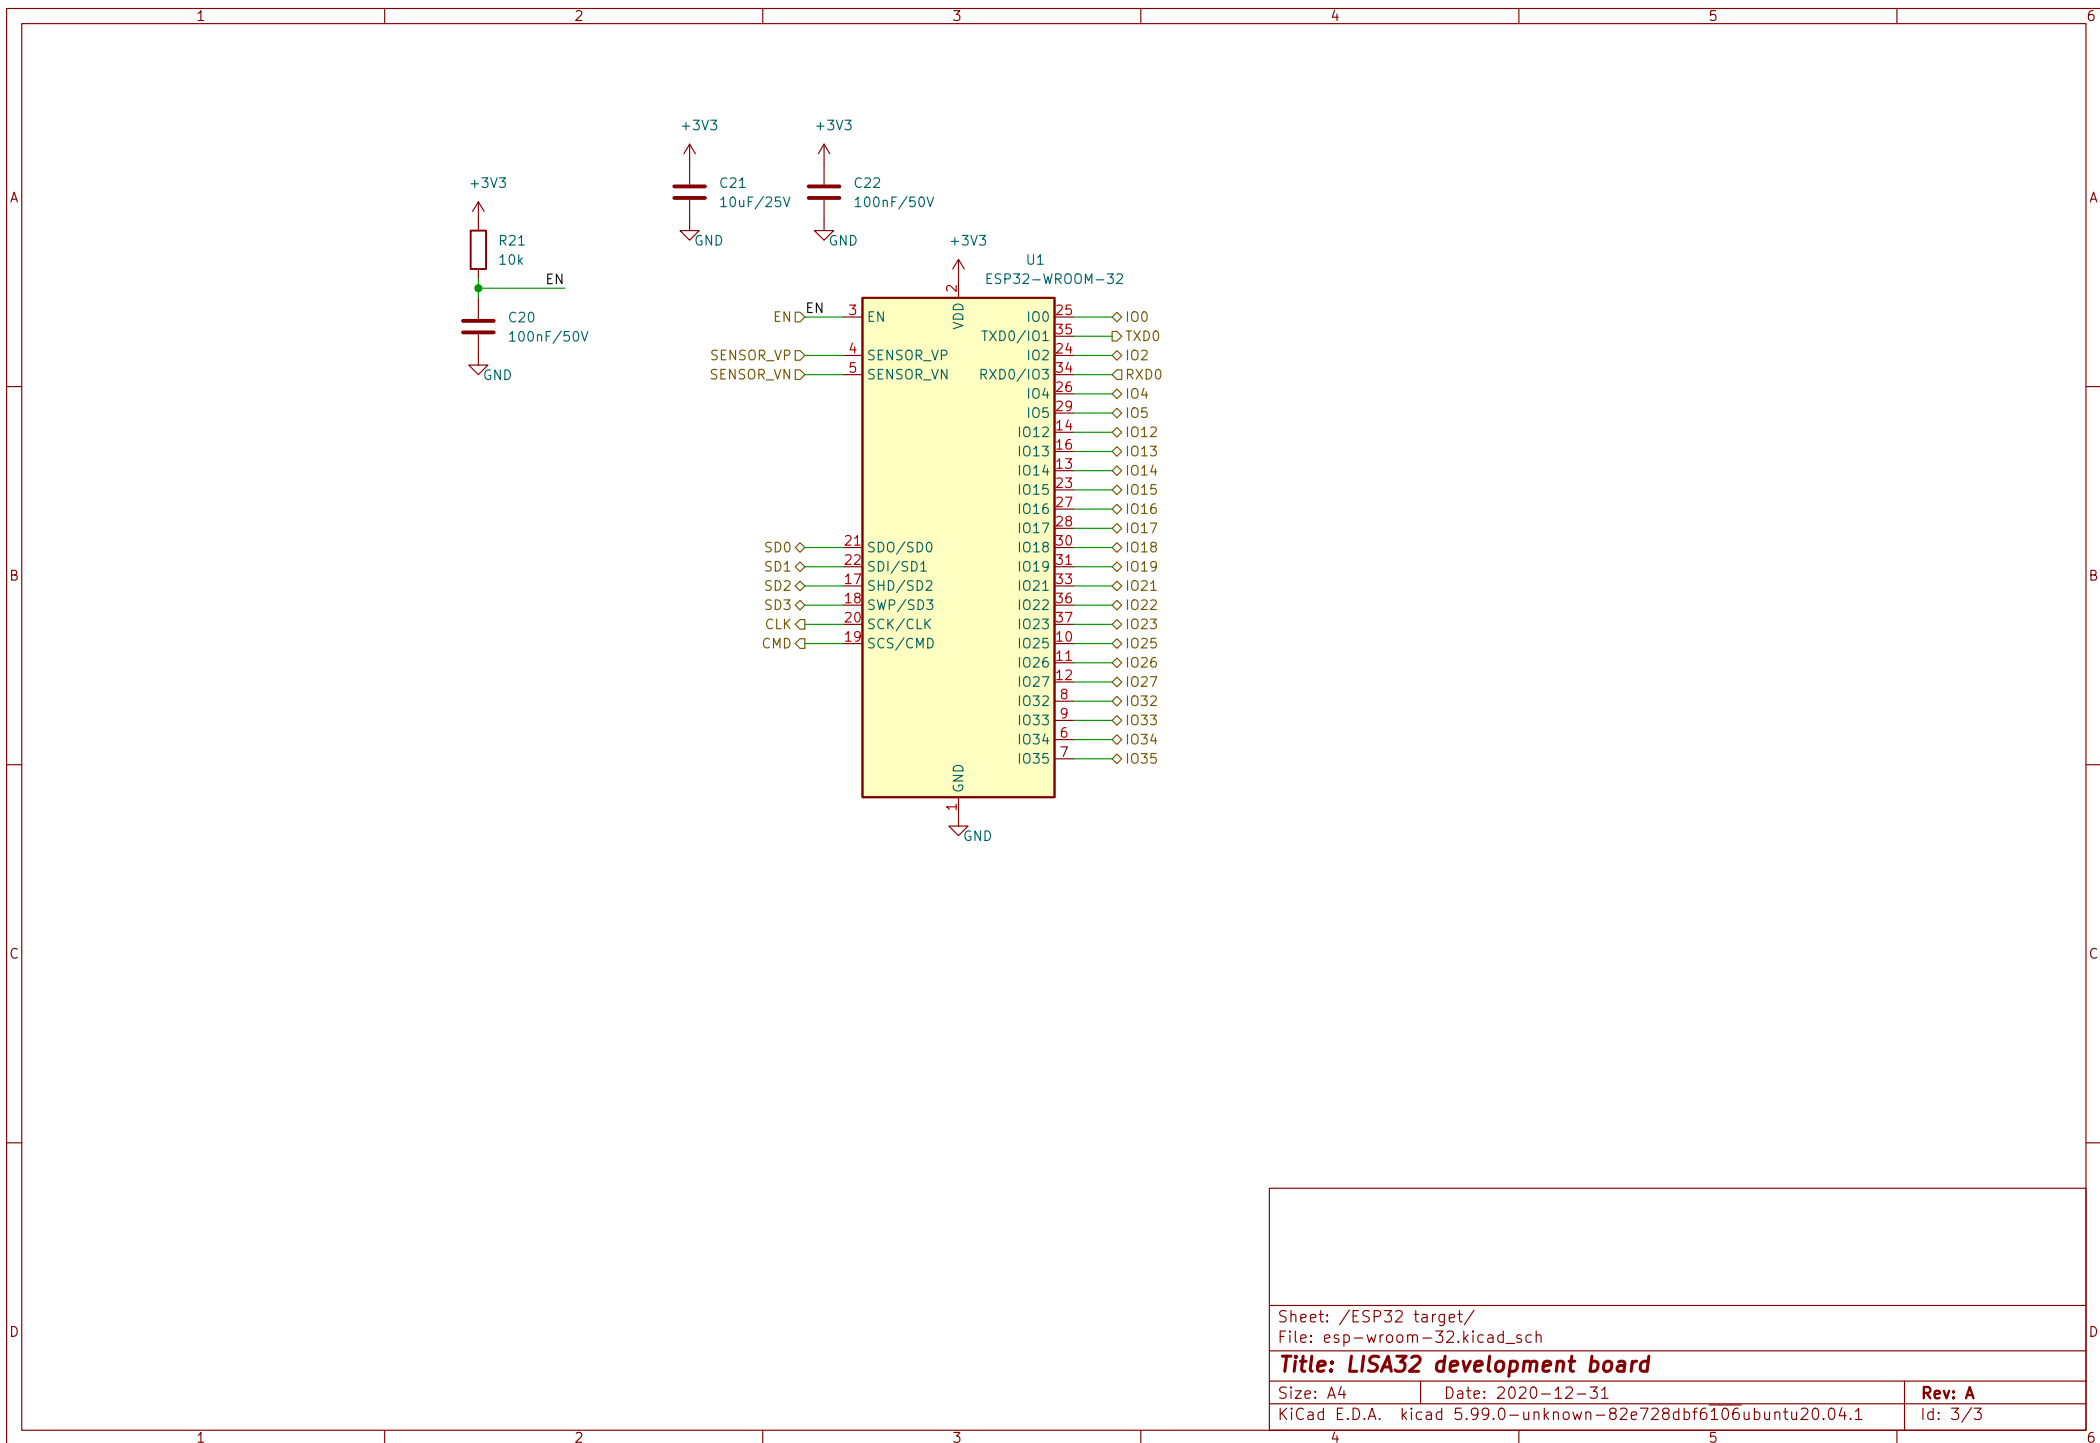 1 2 3 4 5 6
+3V3 +3V3
A A
+3V3
C21 C22
10uF/25V 100nF/50V
R21
GND GND
+3V3
10k
U1
EN
ESP32-WROOM-32
2
C20
100nF/50V
GND
EN EN 3 EN
VDD
IO0 25 IO0
TXD0/IO1 35 TXD0
SENSOR_VP 4 SENSOR_VP
IO2 24 IO2
SENSOR_VN 5 SENSOR_VN
RXD0/IO3 34 RXD0
IO4 26 IO4
IO5 29 IO5
IO12 14 IO12
IO13 16 IO13
IO14 13 IO14
IO15 23 IO15
IO16 27 IO16
IO17 28 IO17
SD0 21 SDO/SD0
IO18 30 IO18
SD1 22 SDI/SD1
IO19 31 IO19
B B
SD2 17 SHD/SD2
IO21 33 IO21
SD3 18 SWP/SD3
IO22 36 IO22
CLK 20 SCK/CLK
IO23 37 IO23
CMD 19 SCS/CMD
IO25 10 IO25
IO26 11 IO26
IO27 12 IO27
IO32 8 IO32
IO33 9 IO33
IO34 6 IO34
IO35 7 IO35
GND
1
GND
C C
Sheet: /ESP32 target/
File: esp-wroom-32.kicad_sch
D D
Title: LISA32 development board
Size: A4 Date: 2020-12-31 Rev: A
KiCad E.D.A. kicad 5.99.0-unknown-82e728dbf6106ubuntu20.04.1 Id: 3/3
1 2 3 4 5 6